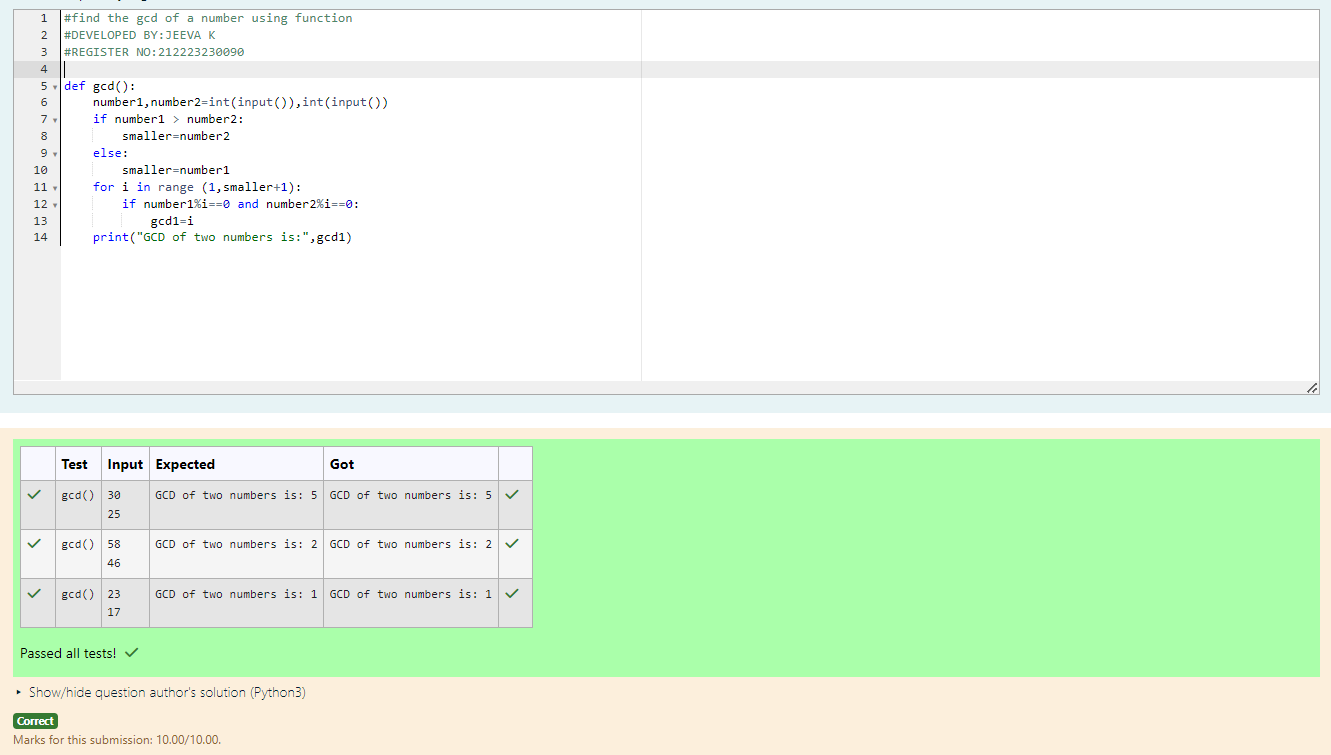 1 #find the gcd of a number using function
2 #DEVELOPED BY:JEEVA K
3 #REGISTER NO:212223230090
4
5 def gcd():
6 number1,number2=int(input()),int(input())
7 if number1 > number2:
8 smaller=number2
9 else:
10 smaller=number1
11 for i in range (1,smaller+1):
12 if number1%i==0 and number2%i==0:
13 gcd1=i
14 print("GCD of two numbers is:",gcd1)
Test Input Expected Got
gcd() 30 GCD of two numbers is: 5 GCD of two numbers is: 5
25
gcd() 58 GCD of two numbers is: 2 GCD of two numbers is: 2
46
gcd() 23 GCD of two numbers is: 1 GCD of two numbers is: 1
17
Passed all tests!
Show/hide question author's solution (Python3)
Correct
Marks for this submission: 10.00/10.00.